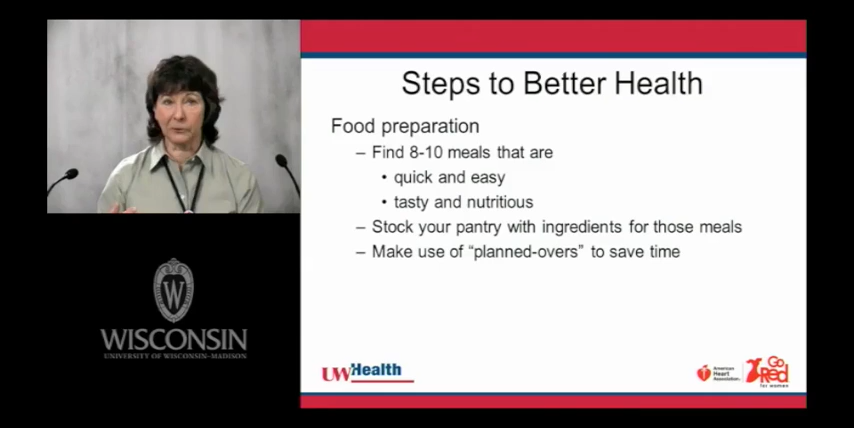 Steps to Better Health
Food preparation
– Find 8-10 meals that are
• quick and easy
• tasty and nutritious
– Stock your pantry with ingredients for those meals
– Make use of “planned-overs” to save time
W
WISCONSIN
UNIVERSITY OF WISCONSIN–MADISON
UWHealth
American
Heart
Association
Go
Red
for women